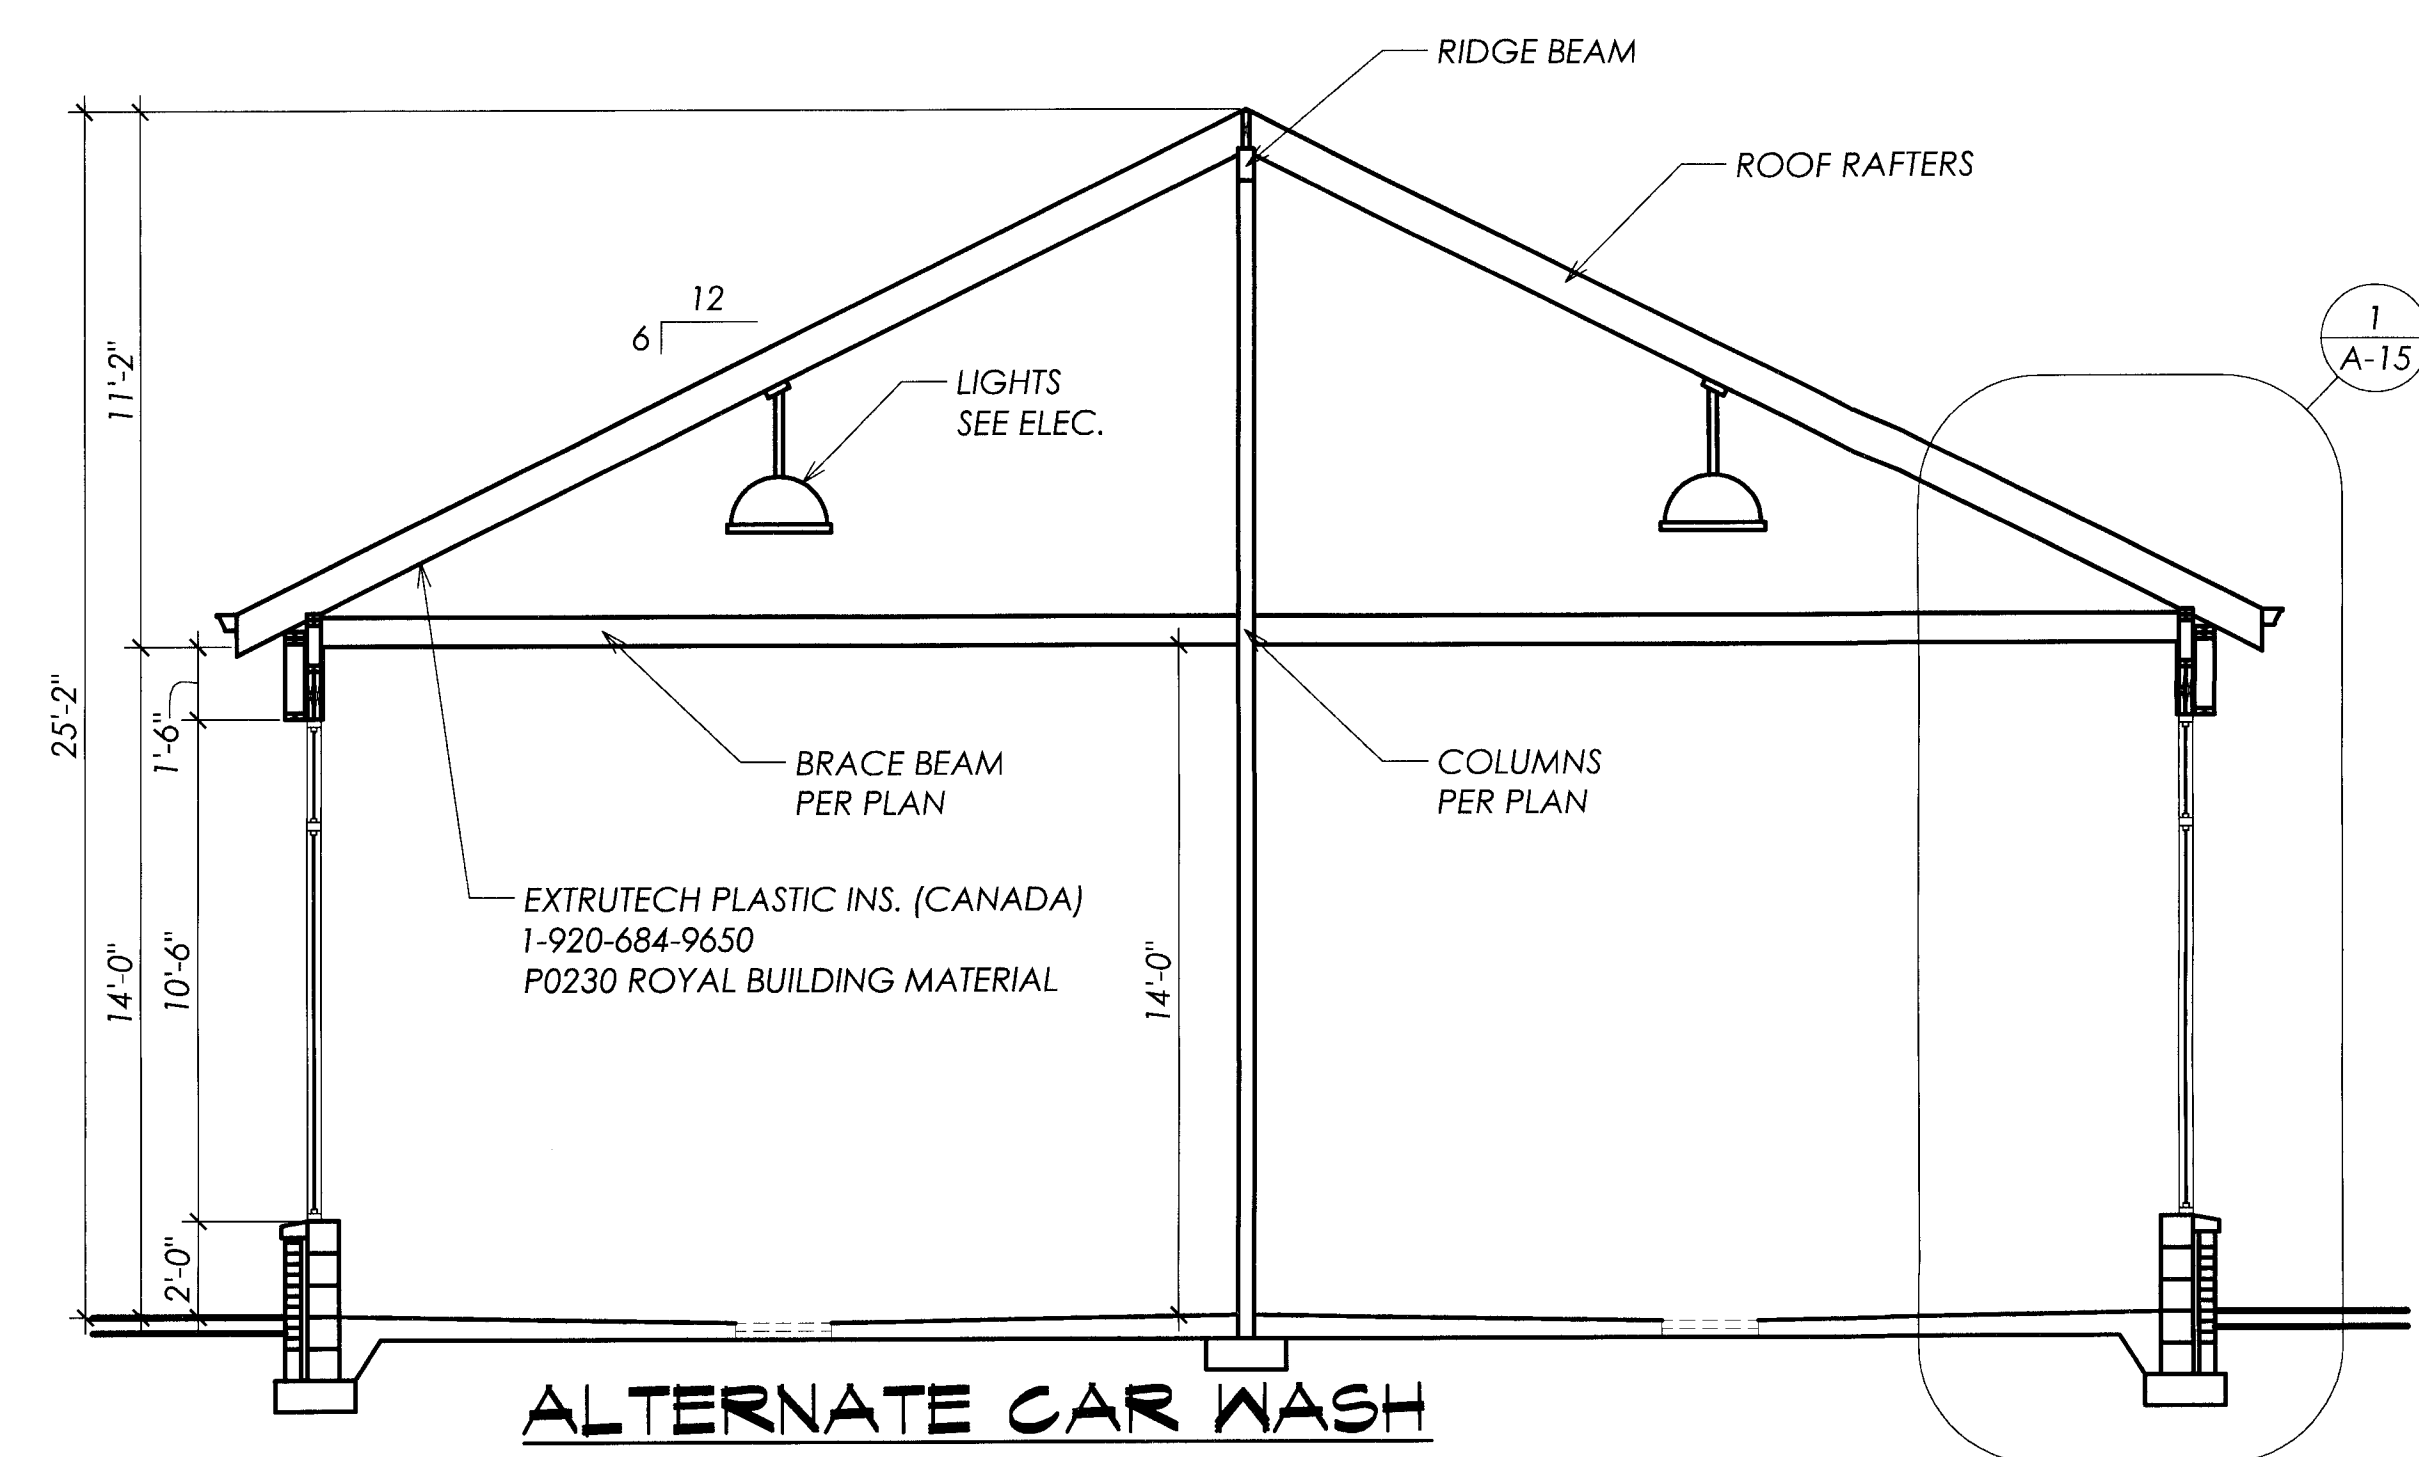 RIDGE BEAM
ROOF RAFTERS
12
6
1
A-15
11'-2"
LIGHTS
SEE ELEC.
25'-2"
1'-6"
BRACE BEAM
PER PLAN
COLUMNS
PER PLAN
EXTRUTECH PLASTIC INS. (CANADA)
1-920-684-9650
P0230 ROYAL BUILDING MATERIAL
14'-0"
10'-6"
14'-0"
2'-0"
ALTERNATE CAR WASH